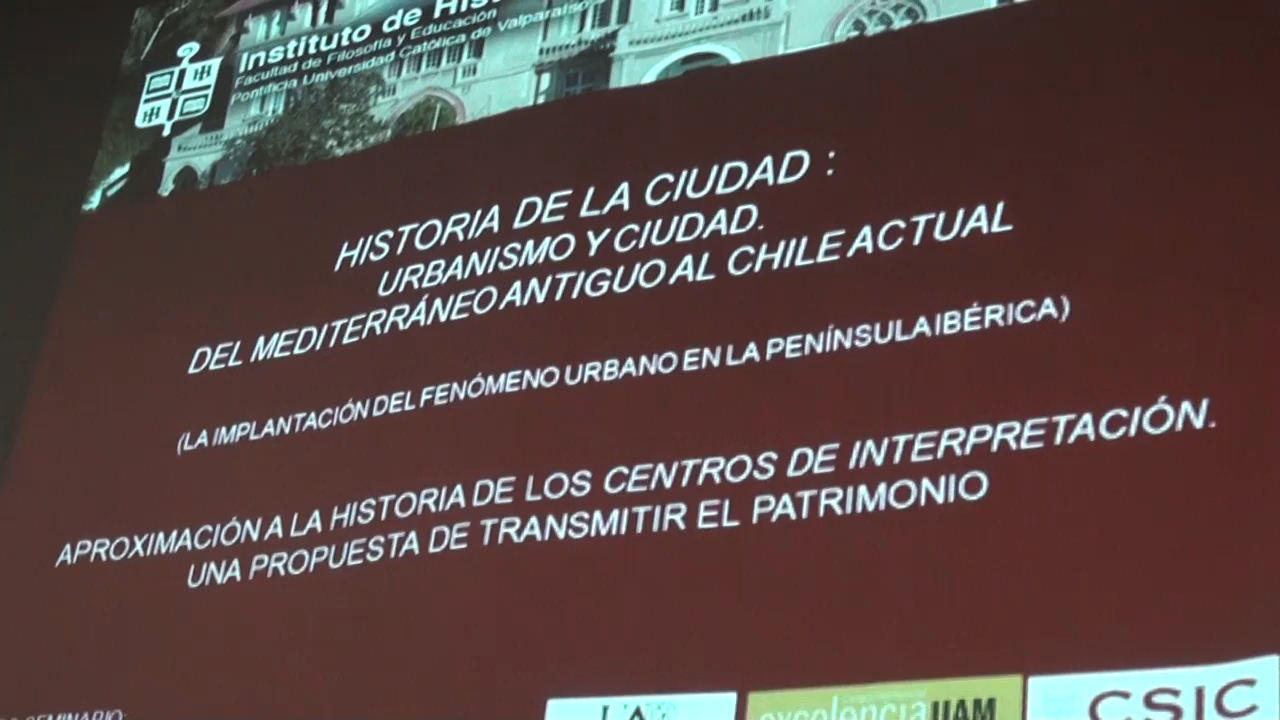 Instituto de
Facultad de Filosofía y Educación
Pontificia Universidad Católica de Valparaíso
HISTORIA DE LA CIUDAD :
URBANISMO Y CIUDAD.
DEL MEDITERRÁNEO ANTIGUO AL CHILE ACTUAL
(LA IMPLANTACIÓN DEL FENÓMENO URBANO EN LA PENÍNSULA IBÉRICA)
APROXIMACIÓN A LA HISTORIA DE LOS CENTROS DE INTERPRETACIÓN.
UNA PROPUESTA DE TRANSMITIR EL PATRIMONIO
SEMINARIO:
excelencia UAM
CSIC